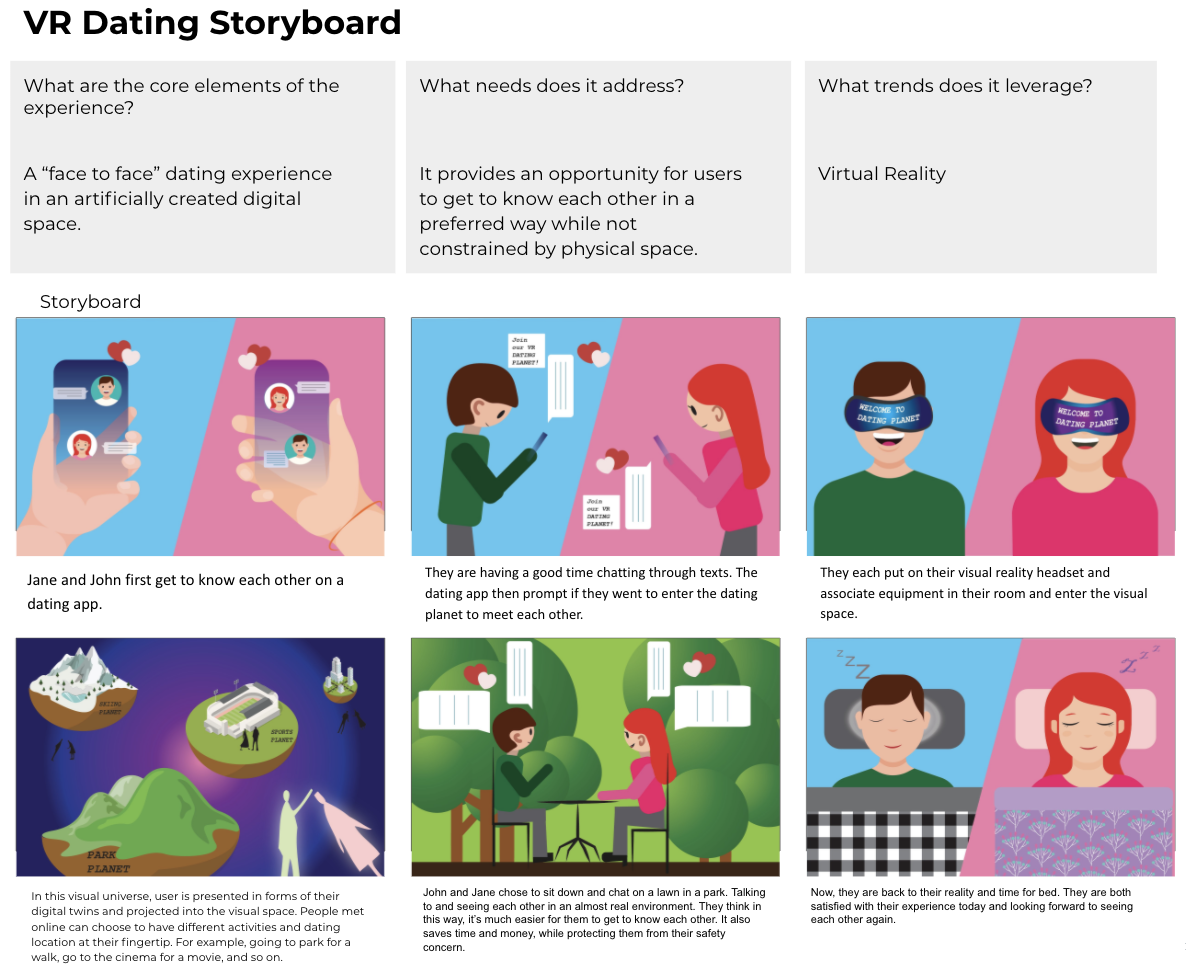 VR Dating Storyboard
What are the core elements of the
experience?
A “face to face” dating experience
in an artificially created digital
space.
What needs does it address?
It provides an opportunity for users
to get to know each other in a
preferred way while not
constrained by physical space.
What trends does it leverage?
Virtual Reality
Storyboard
Join
our VR
DATING
PLANET!
Join
our VR
DATING
PLANET!
WELCOME TO
DATING PLANET
WELCOME TO
DATING PLANET
Jane and John first get to know each other on a
dating app.
They are having a good time chatting through texts. The
dating app then prompt if they went to enter the dating
planet to meet each other.
They each put on their visual reality headset and
associate equipment in their room and enter the visual
space.
SKIING
PLANET
SPORTS
PLANET
PARK
PLANET
z z Z Z
Z z z z
In this visual universe, user is presented in forms of their
digital twins and projected into the visual space. People met
online can choose to have different activities and dating
location at their fingertip. For example, going to park for a
walk, go to the cinema for a movie, and so on.
John and Jane chose to sit down and chat on a lawn in a park. Talking
to and seeing each other in an almost real environment. They think in
this way, it’s much easier for them to get to know each other. It also
saves time and money, while protecting them from their safety
concern.
Now, they are back to their reality and time for bed. They are both
satisfied with their experience today and looking forward to seeing
each other again.